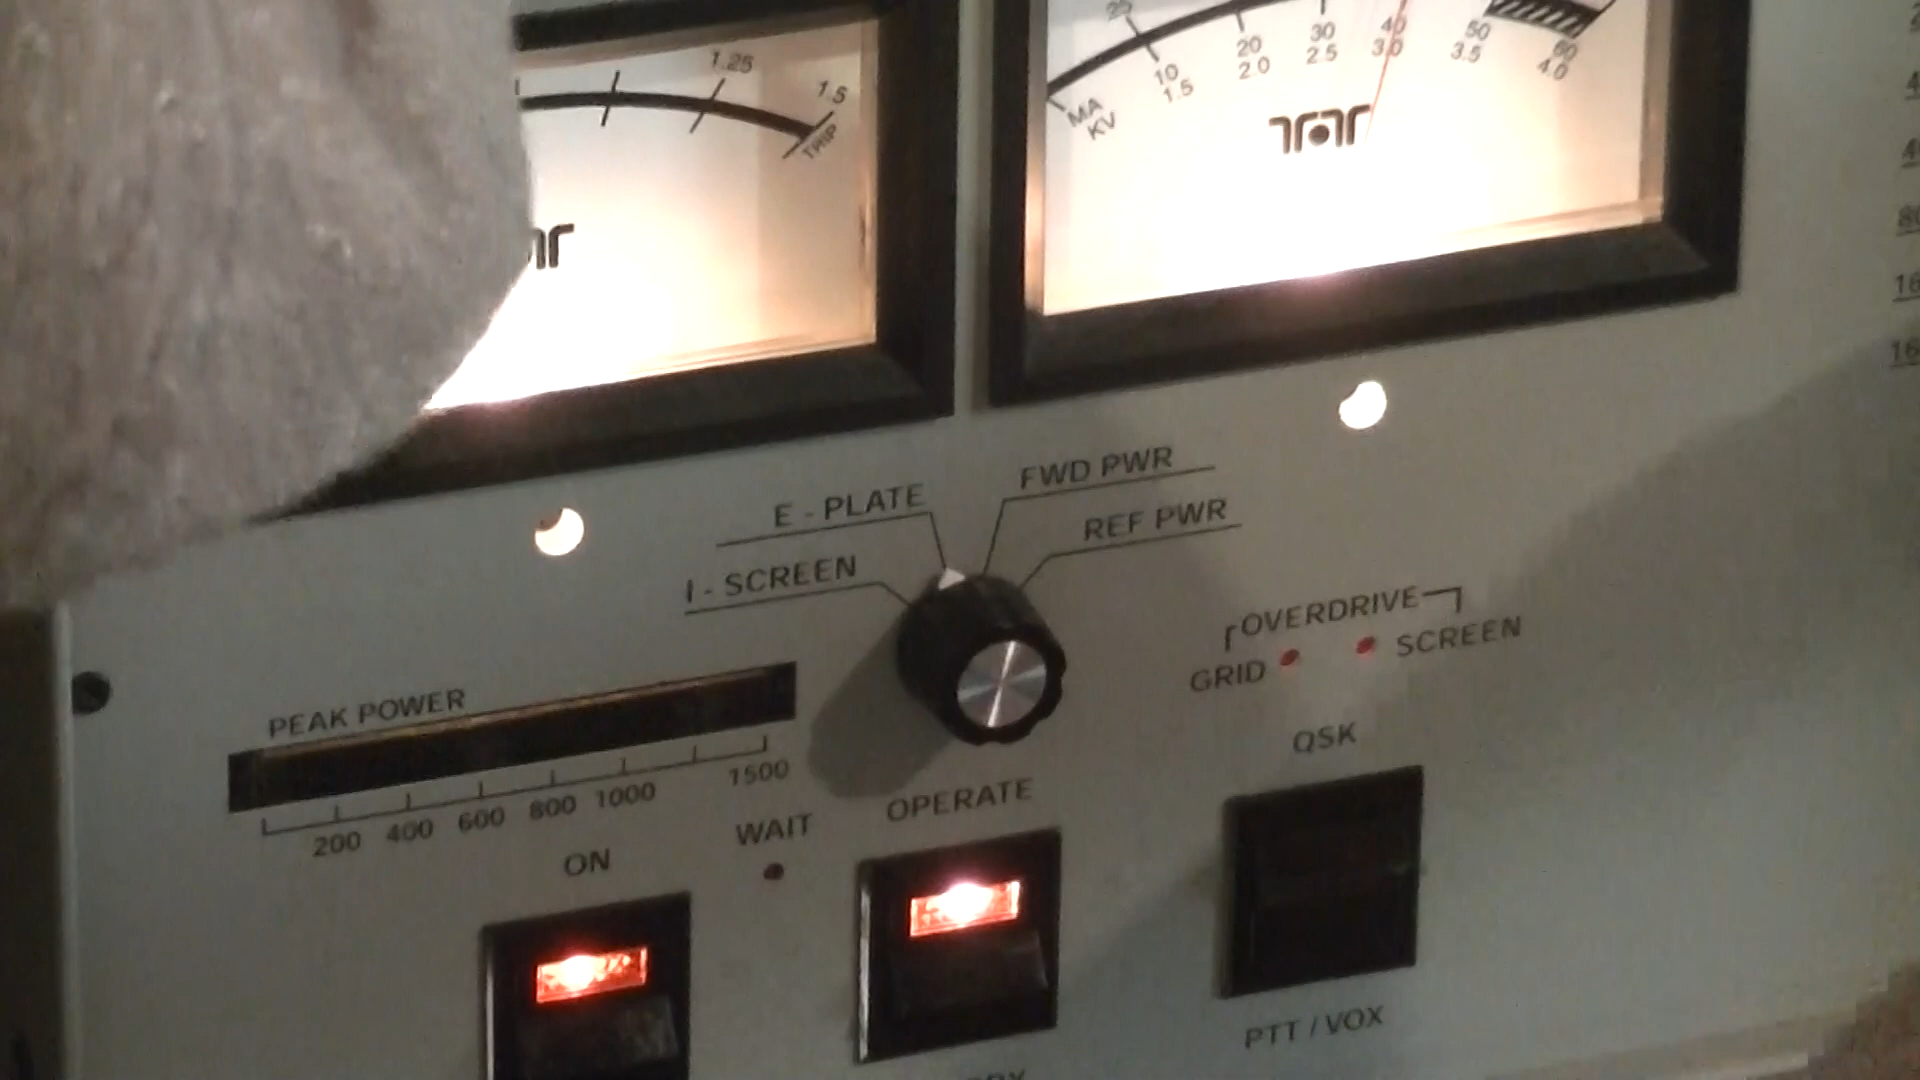 1.25
1.5
TRIP
25
10
1.5
20
2.0
30
2.5
40
3.0
50
3.5
60
4.0
MA
KV
E - PLATE
FWD PWR
I - SCREEN
REF PWR
OVERDRIVE
GRID
SCREEN
PEAK POWER
200 400 600 800 1000 1500
QSK
ON
WAIT
OPERATE
PTT / VOX